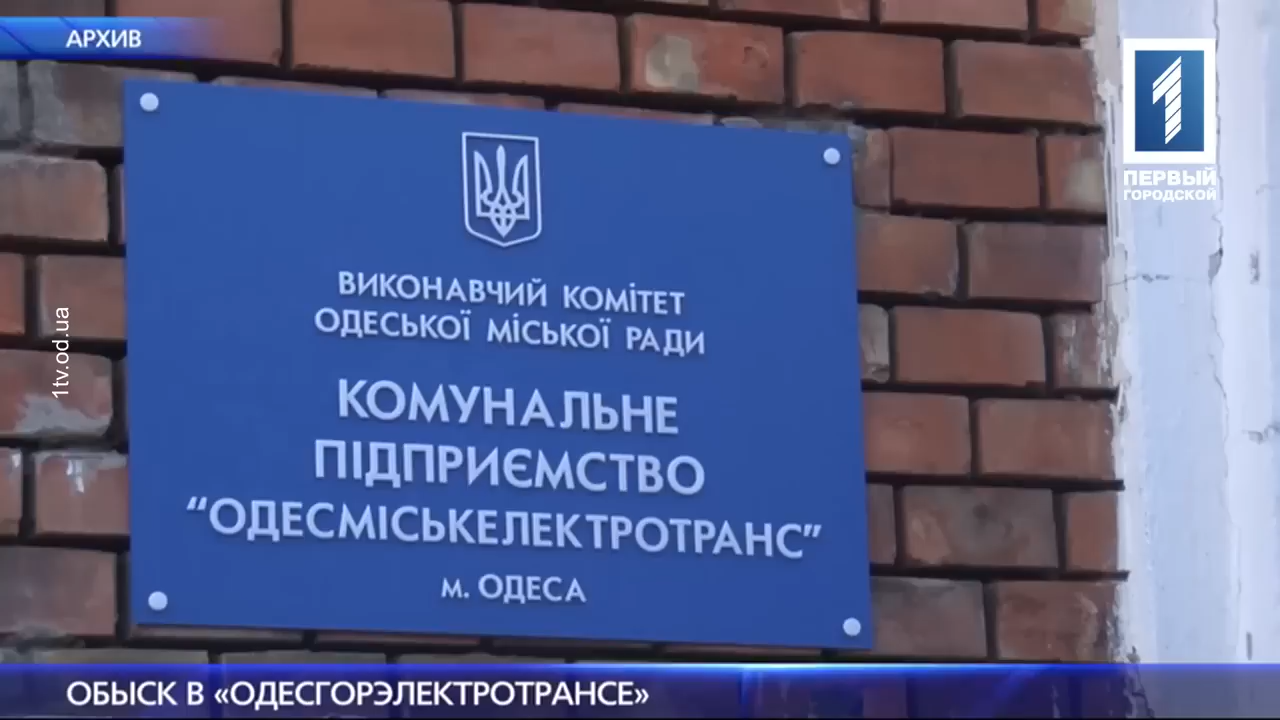 АРХИВ
ПЕРВЫЙ
ГОРОДСКОЙ
1tv.od.ua
ВИКОНАВЧИЙ КОМІТЕТ
ОДЕСЬКОЇ МІСЬКОЇ РАДИ
КОМУНАЛЬНЕ
ПІДПРИЄМСТВО
“ОДЕСМІСЬКЕЛЕКТРОТРАНС”
м. ОДЕСА
ОБЫСК В «ОДЕСГОРЭЛЕКТРОТРАНСЕ»